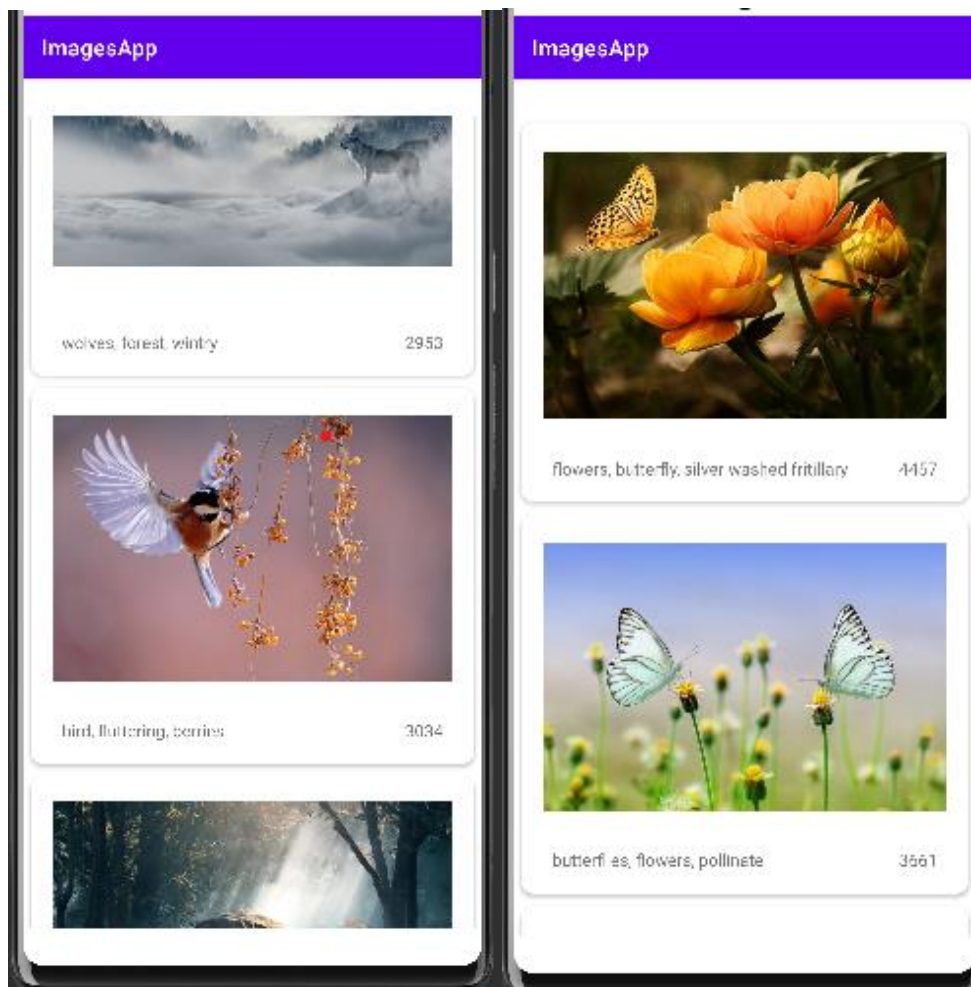 ImagesApp
wolves, forest, wintry 2953
bird, fluttering, berries 3034
ImagesApp
flowers, butterfly, silver washed fritillary 4457
butterflies, flowers, pollinate 3661